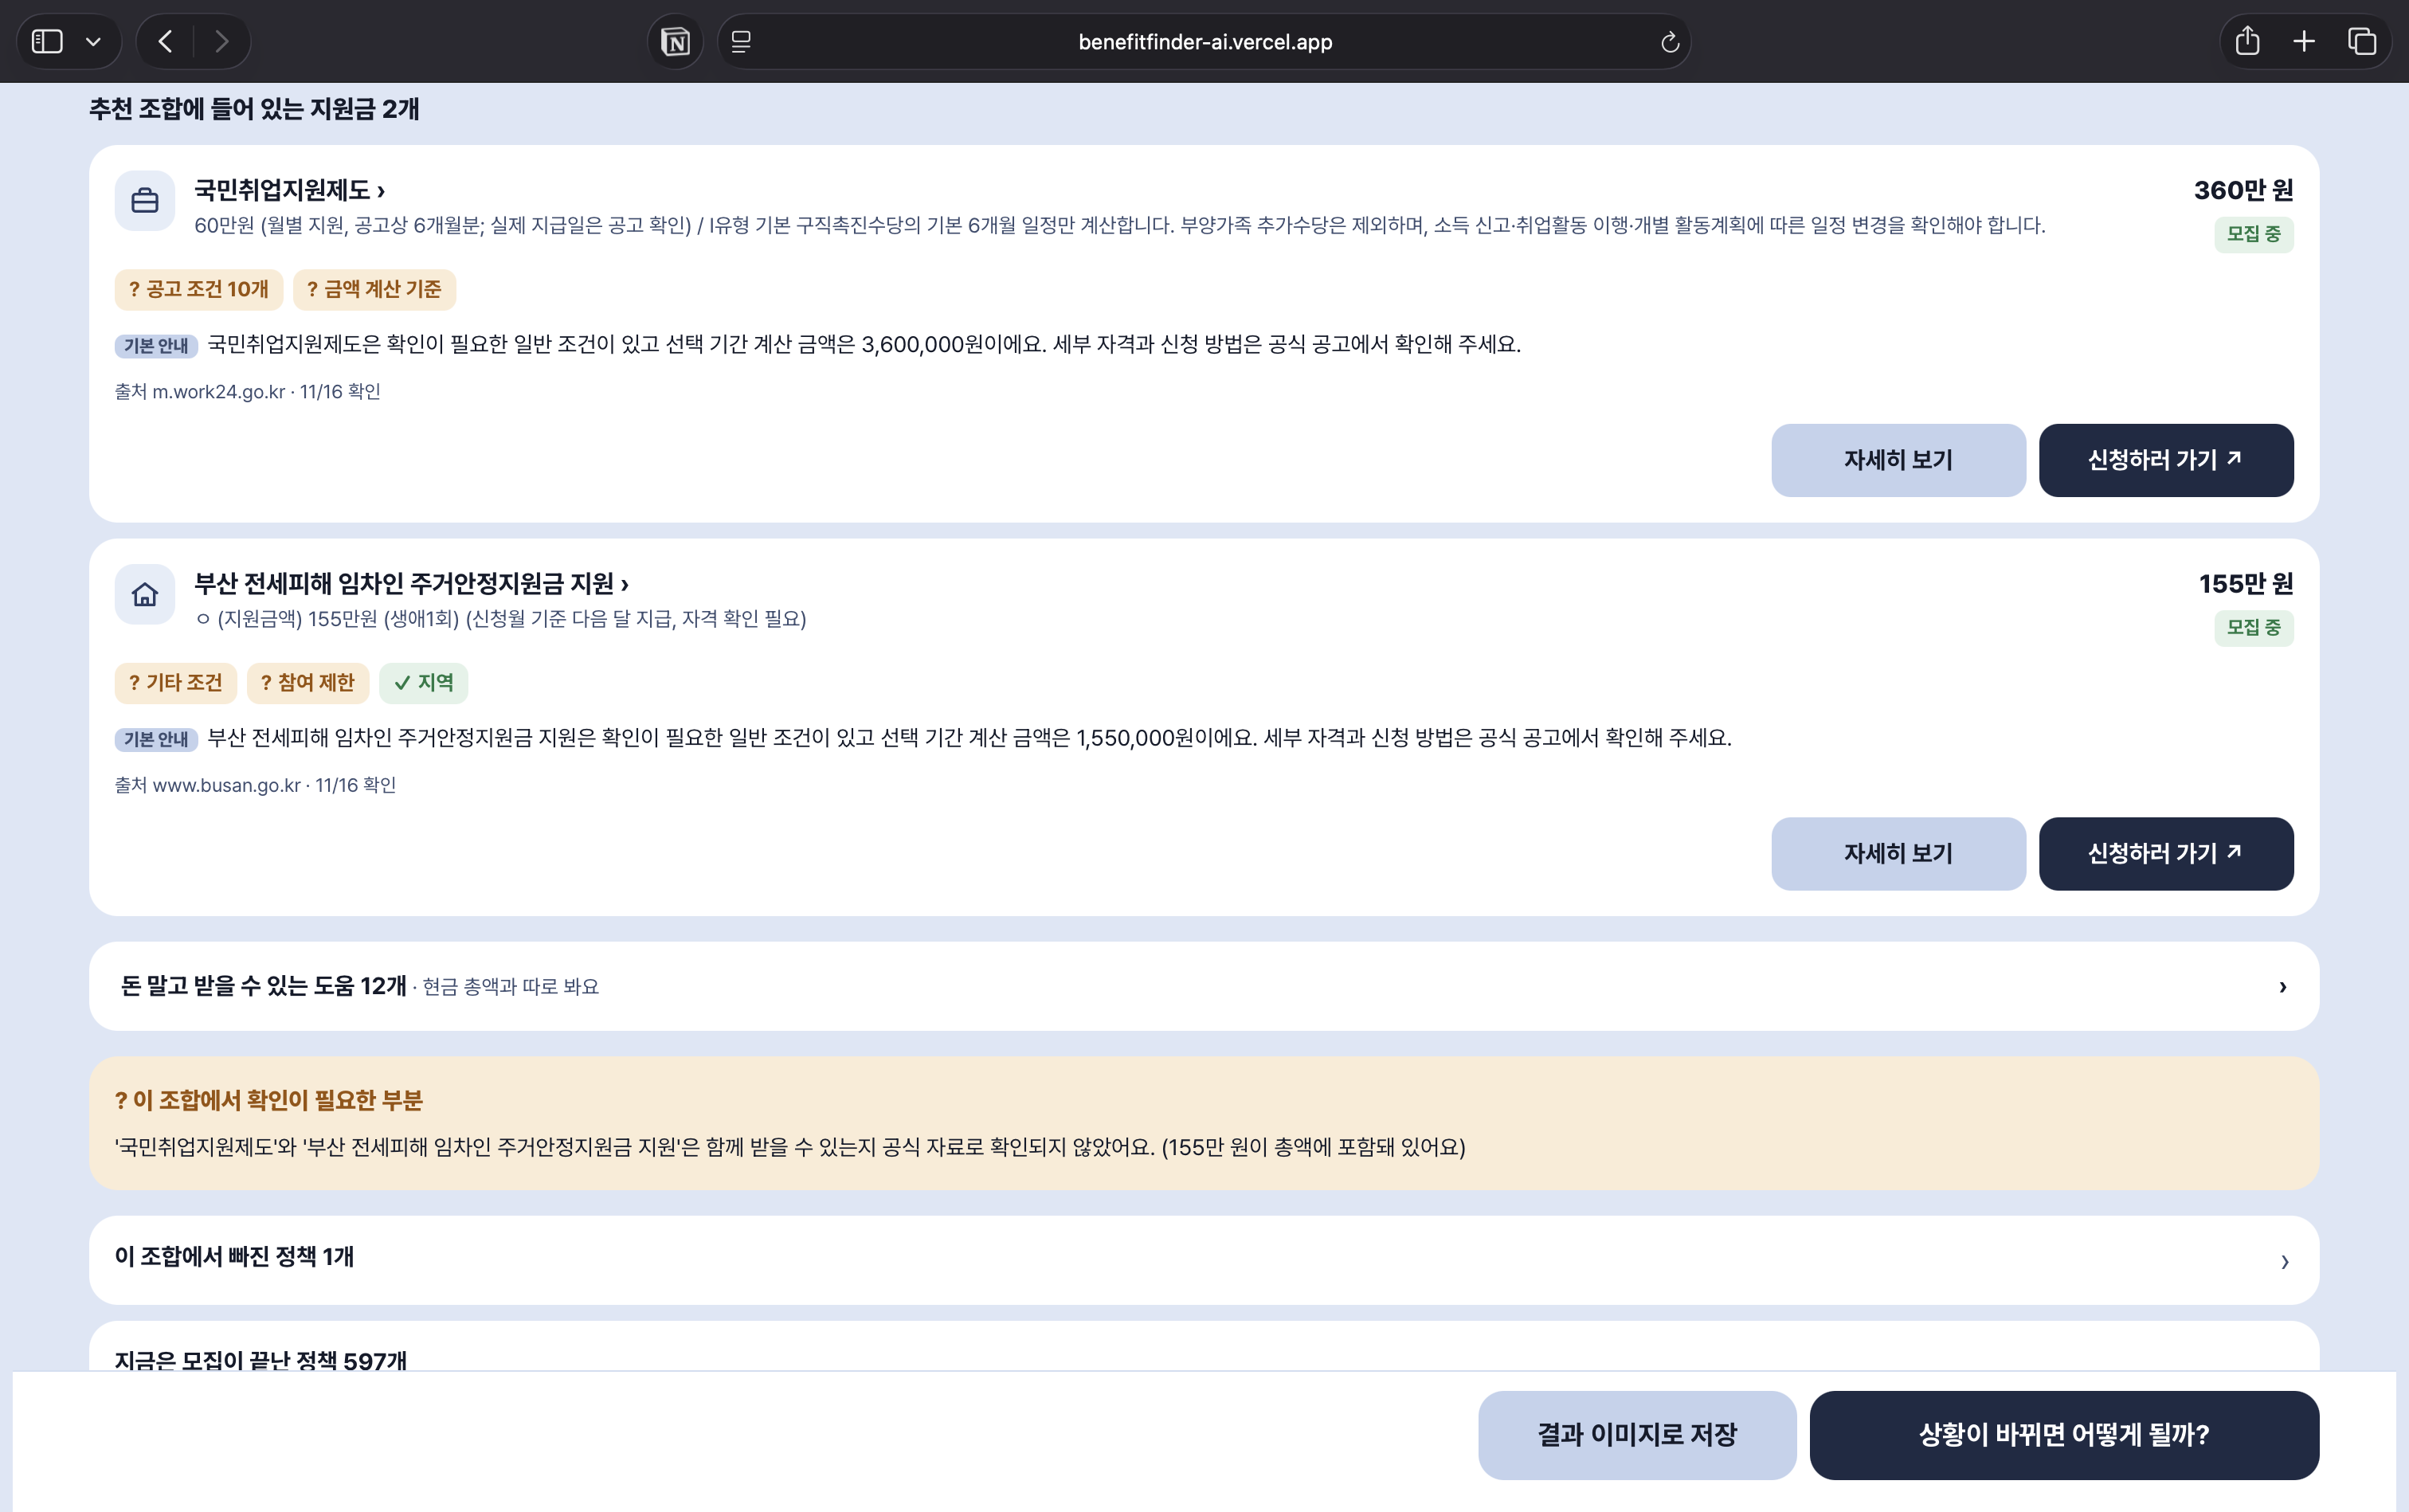 benefitfinder-ai.vercel.app
추천 조합에 들어 있는 지원금 2개
국민취업지원제도 ›
360만 원
60만원 (월별 지원, 공고상 6개월분; 실제 지급일은 공고 확인) / I유형 기본 구직촉진수당의 기본 6개월 일정만 계산합니다. 부양가족 추가수당은 제외하며, 소득 신고·취업활동 이행·개별 활동계획에 따른 일정 변경을 확인해야 합니다.
모집 중
? 공고 조건 10개 ? 금액 계산 기준
기본 안내 국민취업지원제도은 확인이 필요한 일반 조건이 있고 선택 기간 계산 금액은 3,600,000원이에요. 세부 자격과 신청 방법은 공식 공고에서 확인해 주세요.
출처 m.work24.go.kr · 11/16 확인
자세히 보기 신청하러 가기 ↗
부산 전세피해 임차인 주거안정지원금 지원 ›
155만 원
ㅇ (지원금액) 155만원 (생애1회) (신청월 기준 다음 달 지급, 자격 확인 필요)
모집 중
? 기타 조건 ? 참여 제한 ✓ 지역
기본 안내 부산 전세피해 임차인 주거안정지원금 지원은 확인이 필요한 일반 조건이 있고 선택 기간 계산 금액은 1,550,000원이에요. 세부 자격과 신청 방법은 공식 공고에서 확인해 주세요.
출처 www.busan.go.kr · 11/16 확인
자세히 보기 신청하러 가기 ↗
돈 말고 받을 수 있는 도움 12개 · 현금 총액과 따로 봐요 ›
? 이 조합에서 확인이 필요한 부분
'국민취업지원제도'와 '부산 전세피해 임차인 주거안정지원금 지원'은 함께 받을 수 있는지 공식 자료로 확인되지 않았어요. (155만 원이 총액에 포함돼 있어요)
이 조합에서 빠진 정책 1개 ›
지금은 모집이 끝난 정책 597개
결과 이미지로 저장 상황이 바뀌면 어떻게 될까?